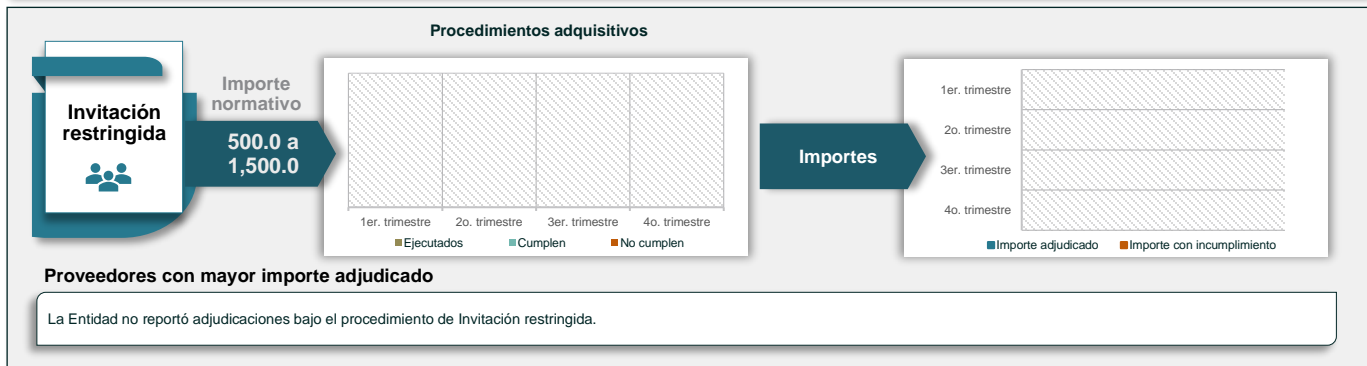 Procedimientos adquisitivos
Invitación
restringida
Importe
normativo
500.0 a
1,500.0
1er. trimestre
2o. trimestre
3er. trimestre
4o. trimestre
Ejecutados
Cumplen
No cumplen
Importes
1er. trimestre
2o. trimestre
3er. trimestre
4o. trimestre
Importe adjudicado
Importe con incumplimiento
Proveedores con mayor importe adjudicado
La Entidad no reportó adjudicaciones bajo el procedimiento de Invitación restringida.